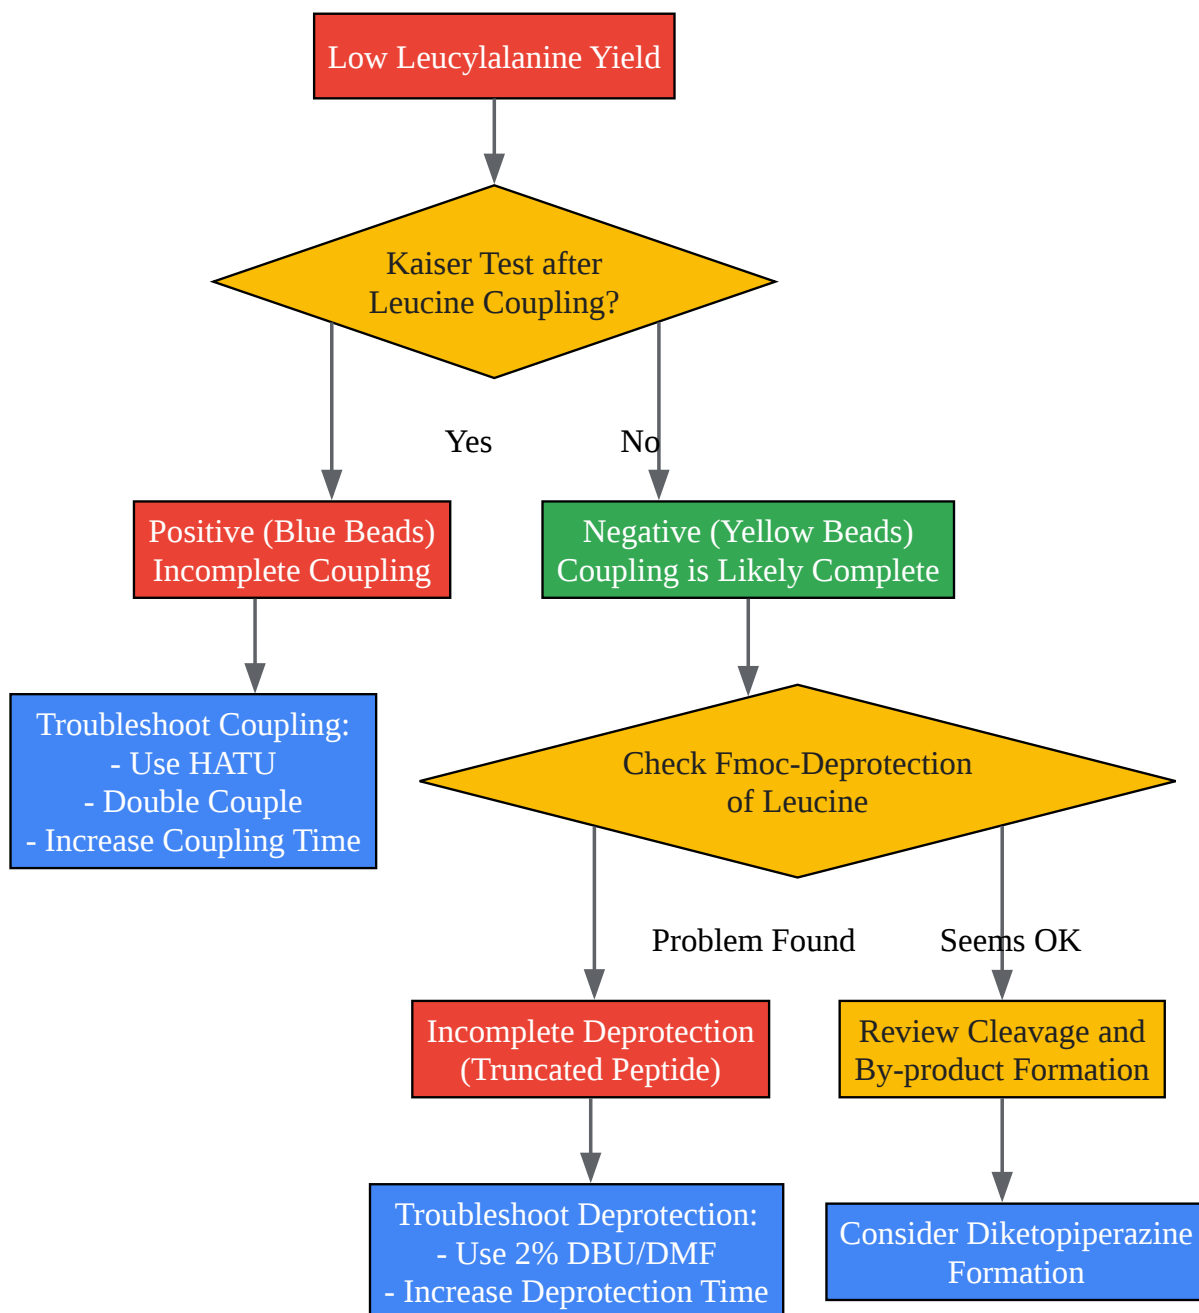 Low Leucylalanine Yield
Kaiser Test after
Leucine Coupling?
Yes
No
Positive (Blue Beads)
Incomplete Coupling
Negative (Yellow Beads)
Coupling is Likely Complete
Troubleshoot Coupling:
- Use HATU
- Double Couple
- Increase Coupling Time
Check Fmoc-Deprotection
of Leucine
Problem Found
Seems OK
Incomplete Deprotection
(Truncated Peptide)
Review Cleavage and
By-product Formation
Troubleshoot Deprotection:
- Use 2% DBU/DMF
- Increase Deprotection Time
Consider Diketopiperazine
Formation